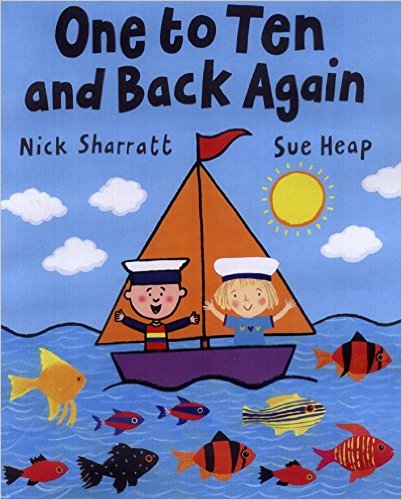 One to Ten
and Back Again
Nick Sharratt
Sue Heap